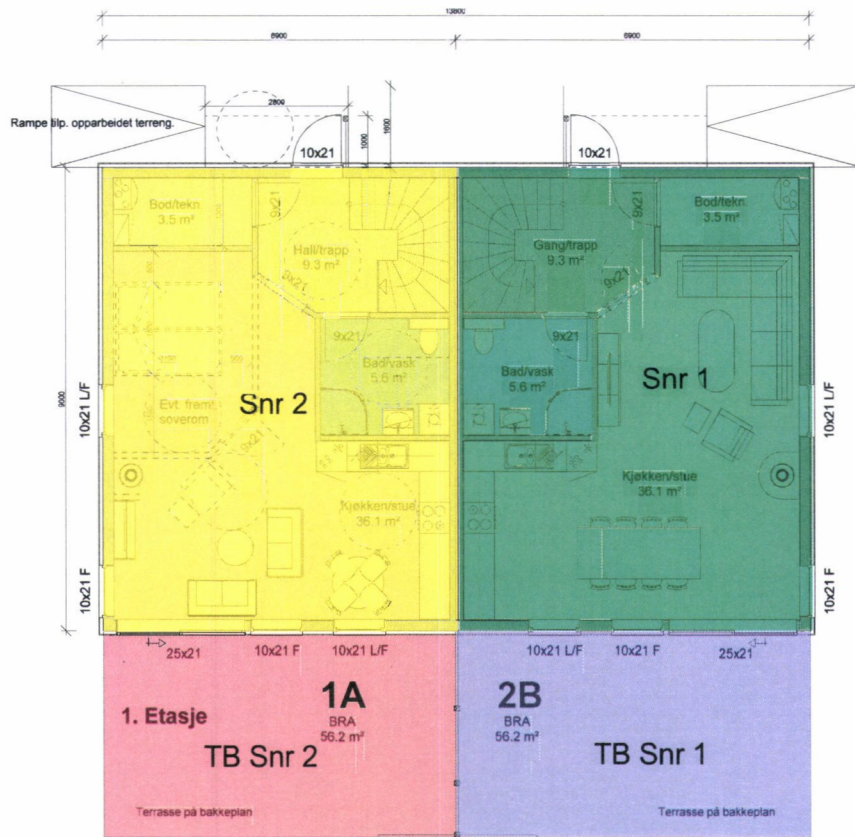 13800
6900
6900
2800
1000
1600
Rampe tilp. opparbeidet terreng.
10x21
10x21
Bod/tekn
3.5 m²
9x21
Hall/trapp
9.3 m²
9x21
Gang/trapp
9.3 m²
9x21
9x21
Bod/tekn
3.5 m²
9x21
Bad/vask
5.6 m²
9x21
Bad/vask
5.6 m²
9000
10x21 L/F
Evt. fremt.
soverom
Snr 2
9x21
Snr 1
10x21 L/F
Kjøkken/stue
36.1 m²
Kjøkken/stue
36.1 m²
10x21 F
10x21 F
25x21
10x21 F
10x21 L/F
10x21 L/F
10x21 F
25x21
1. Etasje
1A
BRA
56.2 m²
2B
BRA
56.2 m²
TB Snr 2
TB Snr 1
Terrasse på bakkeplan
Terrasse på bakkeplan